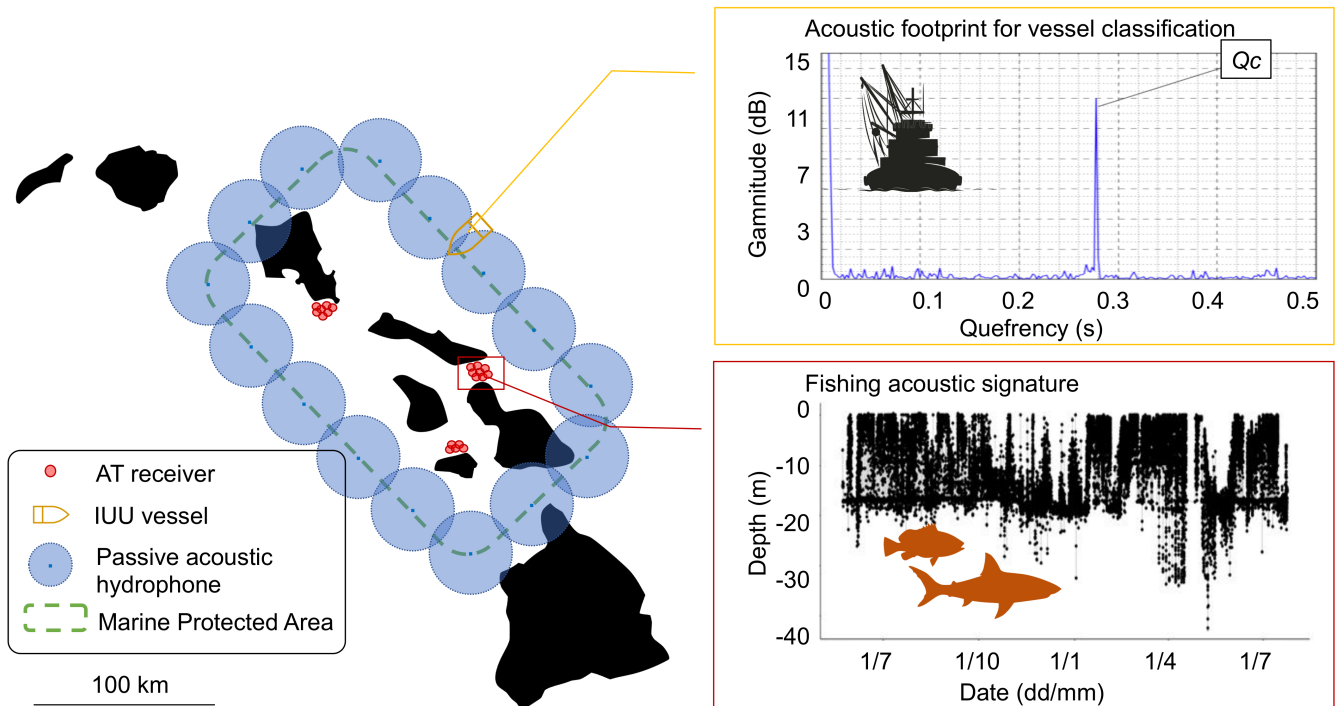 AT receiver
IUU vessel
Passive acoustic
hydrophone
Marine Protected Area
100 km
Acoustic footprint for vessel classification
Qc
Gamnitude (dB)
15
11
7
3
0
0 0.1 0.2 0.3 0.4 0.5
Quefrency (s)
Fishing acoustic signature
Depth (m)
0
-10
-20
-30
-40
1/7 1/10 1/1 1/4 1/7
Date (dd/mm)